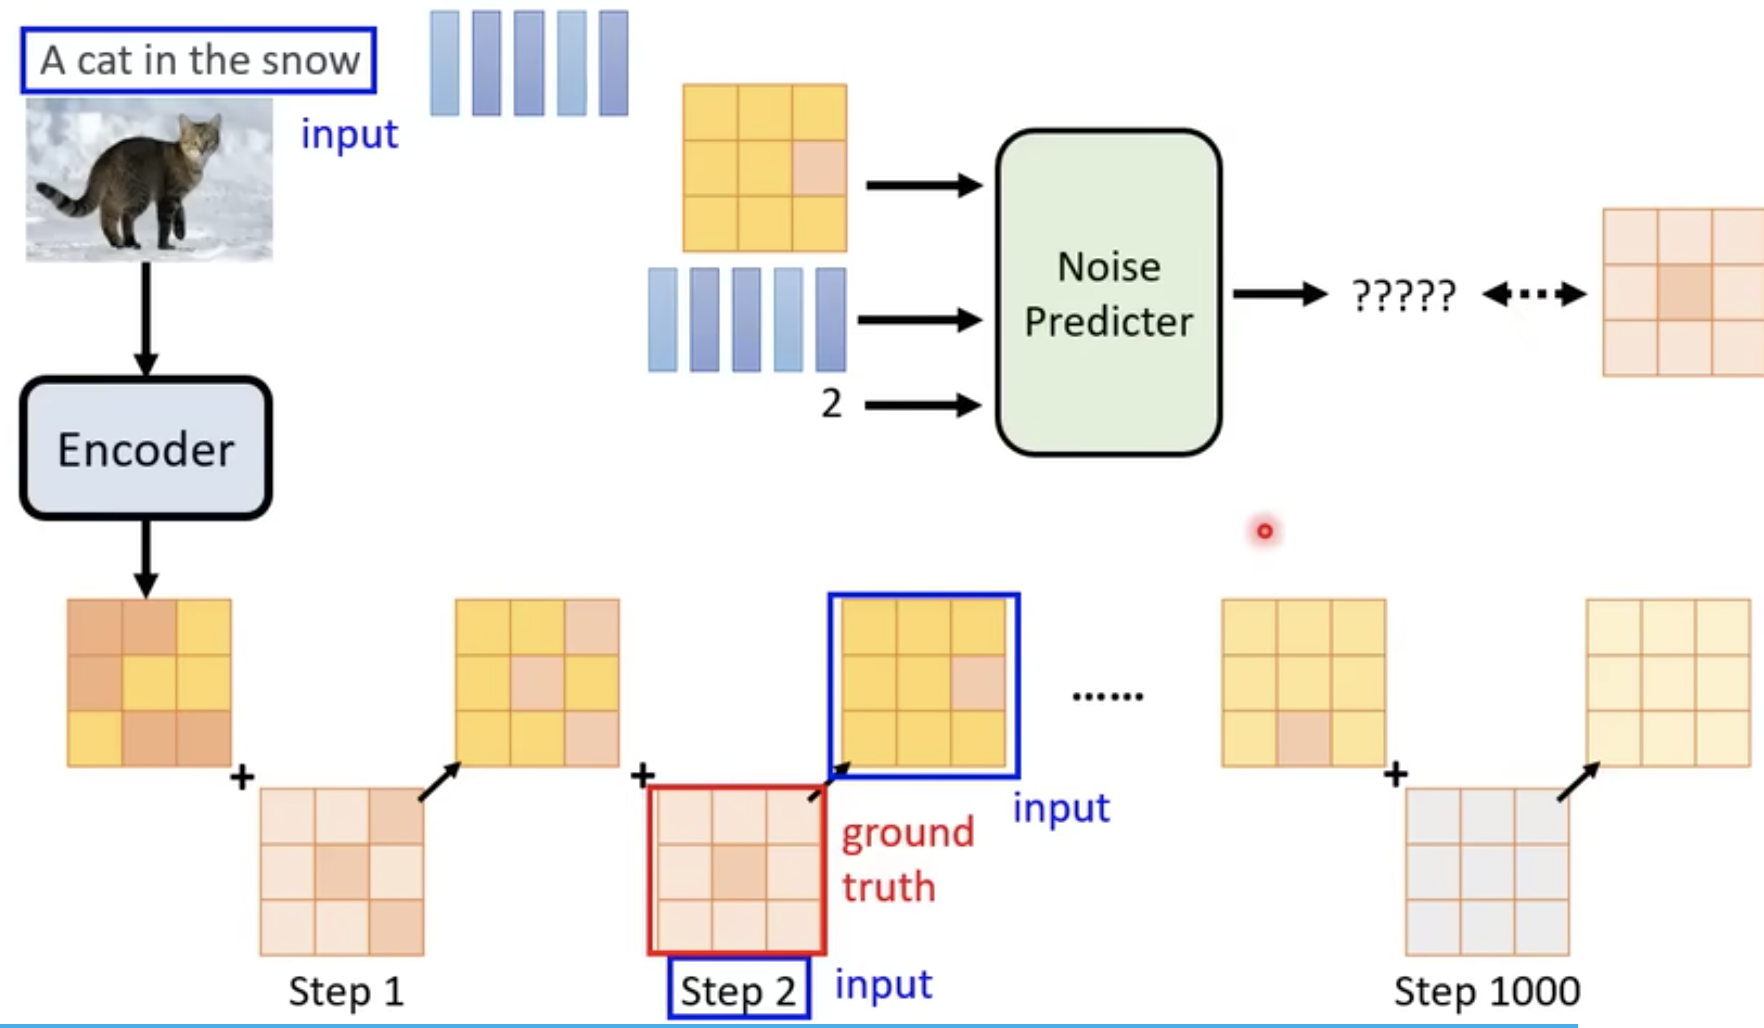 A cat in the snow
input
Noise
Predicter
?????
2
Encoder
+
+
......
+
input
ground
truth
Step 1
Step 2
input
Step 1000